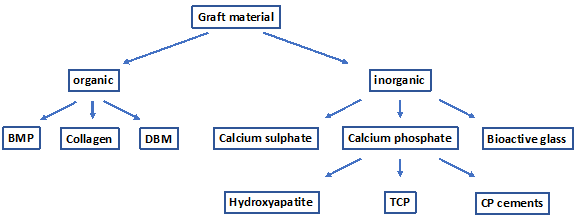 Graft material
organic
inorganic
BMP
Collagen
DBM
Calcium sulphate
Calcium phosphate
Bioactive glass
Hydroxyapatite
TCP
CP cements